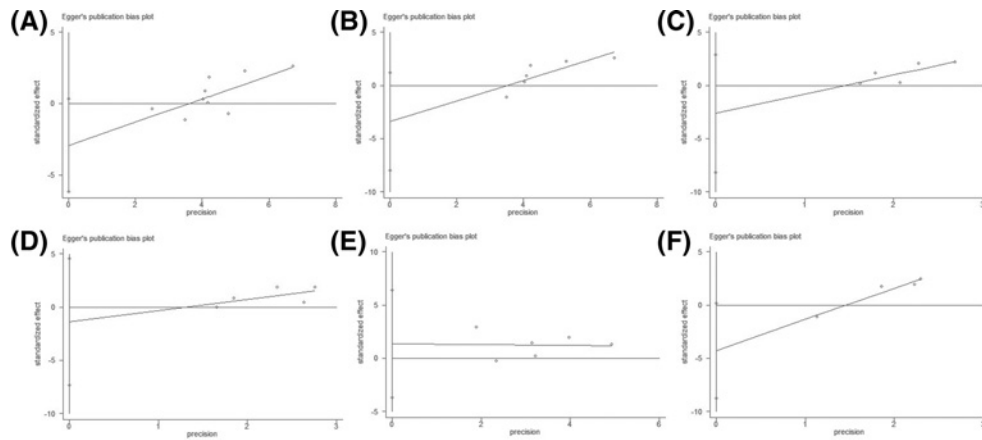 (A)
Egger's publication bias plot
standardized effect
5
0
-5
0 2 4 6 8
precision
(B)
Egger's publication bias plot
standardized effect
5
0
-5
-10
0 2 4 6 8
precision
(C)
Egger's publication bias plot
standardized effect
5
0
-5
-10
0 1 2 3
precision
(D)
Egger's publication bias plot
standardized effect
5
0
-5
-10
0 1 2 3
precision
(E)
Egger's publication bias plot
standardized effect
10
5
0
-5
0 2 4 6
precision
(F)
Egger's publication bias plot
standardized effect
5
0
-5
-10
0 1 2 3
precision